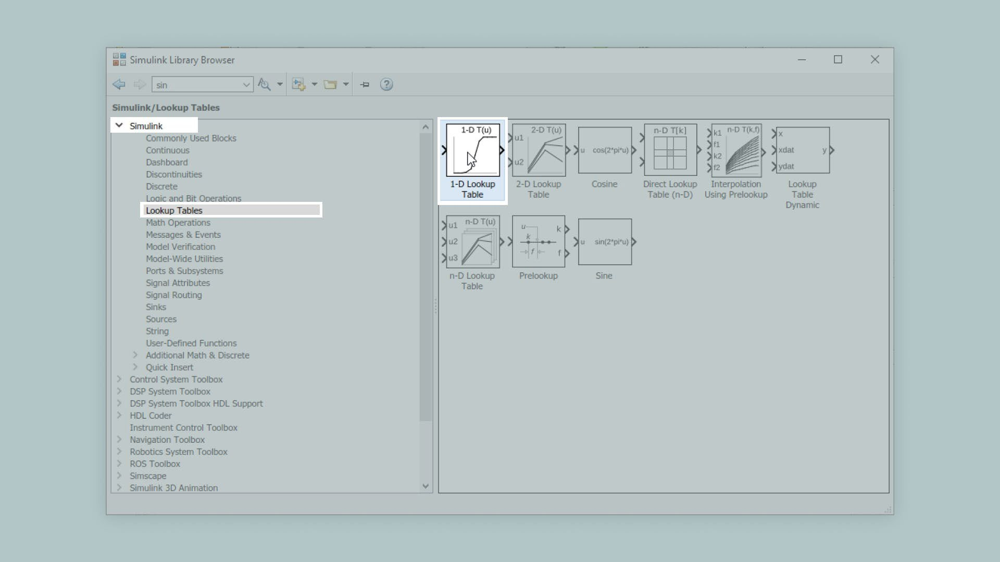 Simulink Library Browser
sin
Simulink/Lookup Tables
Simulink
Commonly Used Blocks
Continuous
Dashboard
Discontinuities
Discrete
Logic and Bit Operations
Lookup Tables
Math Operations
Messages & Events
Model Verification
Model-Wide Utilities
Ports & Subsystems
Signal Attributes
Signal Routing
Sinks
Sources
String
User-Defined Functions
Additional Math & Discrete
Quick Insert
Control System Toolbox
DSP System Toolbox
DSP System Toolbox HDL Support
HDL Coder
Instrument Control Toolbox
Navigation Toolbox
Robotics System Toolbox
ROS Toolbox
Simscape
Simulink 3D Animation
1-D T(u)
1-D Lookup
Table
2-D T(u)
u1
u2
2-D Lookup
Table
u cos(2*pi*u)
Cosine
n-D T[k]
Direct Lookup
Table (n-D)
n-D T(k,f)
k1
f1
k2
f2
Interpolation
Using Prelookup
x
xdat
ydat
y
Lookup
Table
Dynamic
n-D T(u)
u1
u2
u3
n-D Lookup
Table
u
k
k
f
f
Prelookup
u sin(2*pi*u)
Sine